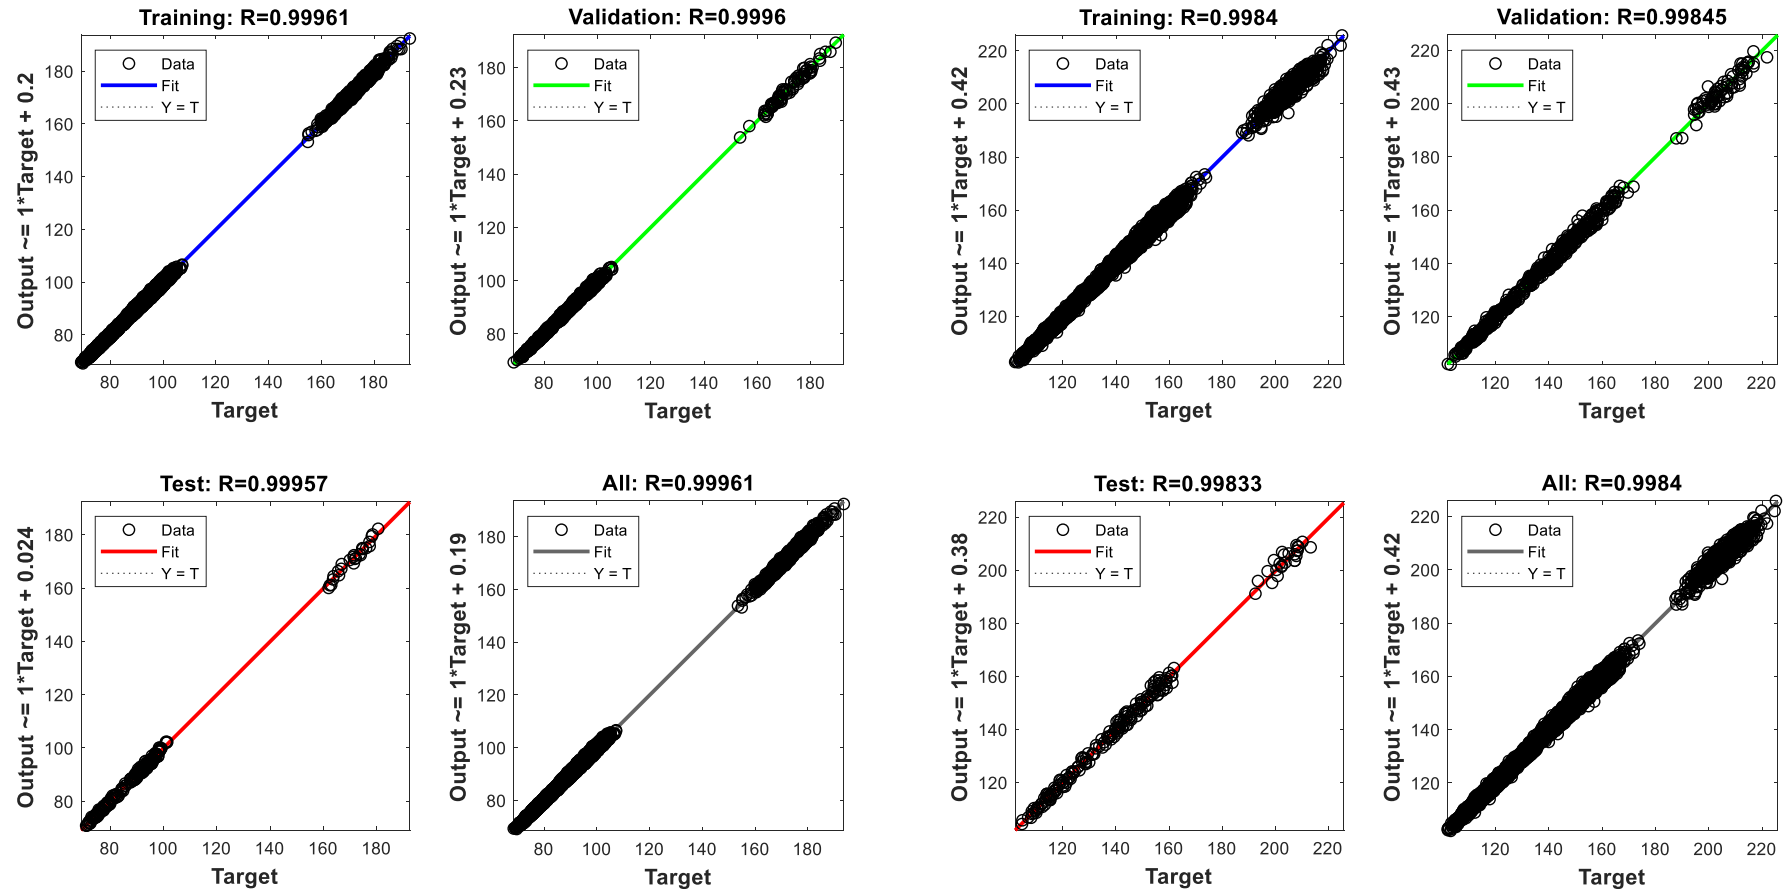 Training: R=0.99961
Output ~= 1*Target + 0.2
180
160
140
120
100
80
Data
Fit
Y = T
80 100 120 140 160 180
Target
Validation: R=0.9996
Output ~= 1*Target + 0.23
180
160
140
120
100
80
Data
Fit
Y = T
80 100 120 140 160 180
Target
Training: R=0.9984
Output ~= 1*Target + 0.42
220
200
180
160
140
120
Data
Fit
Y = T
120 140 160 180 200 220
Target
Validation: R=0.99845
Output ~= 1*Target + 0.43
220
200
180
160
140
120
Data
Fit
Y = T
120 140 160 180 200 220
Target
Test: R=0.99957
Output ~= 1*Target + 0.024
180
160
140
120
100
80
Data
Fit
Y = T
80 100 120 140 160 180
Target
All: R=0.99961
Output ~= 1*Target + 0.19
180
160
140
120
100
80
Data
Fit
Y = T
80 100 120 140 160 180
Target
Test: R=0.99833
Output ~= 1*Target + 0.38
220
200
180
160
140
120
Data
Fit
Y = T
120 140 160 180 200 220
Target
All: R=0.9984
Output ~= 1*Target + 0.42
220
200
180
160
140
120
Data
Fit
Y = T
120 140 160 180 200 220
Target